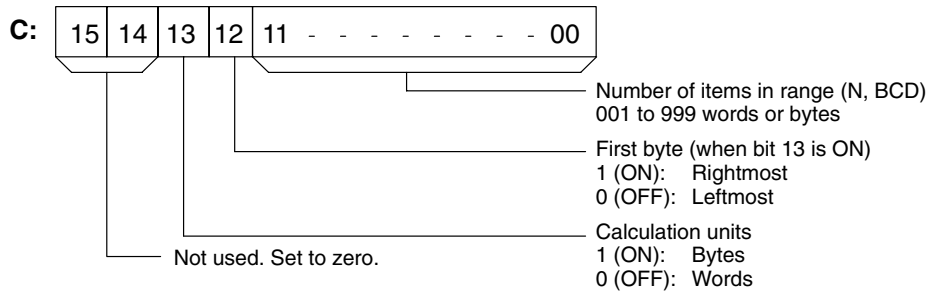 C: 15 14 13 12 11 - - - - - - - - 00
Number of items in range (N, BCD)
001 to 999 words or bytes
First byte (when bit 13 is ON)
1 (ON): Rightmost
0 (OFF): Leftmost
Calculation units
1 (ON): Bytes
0 (OFF): Words
Not used. Set to zero.